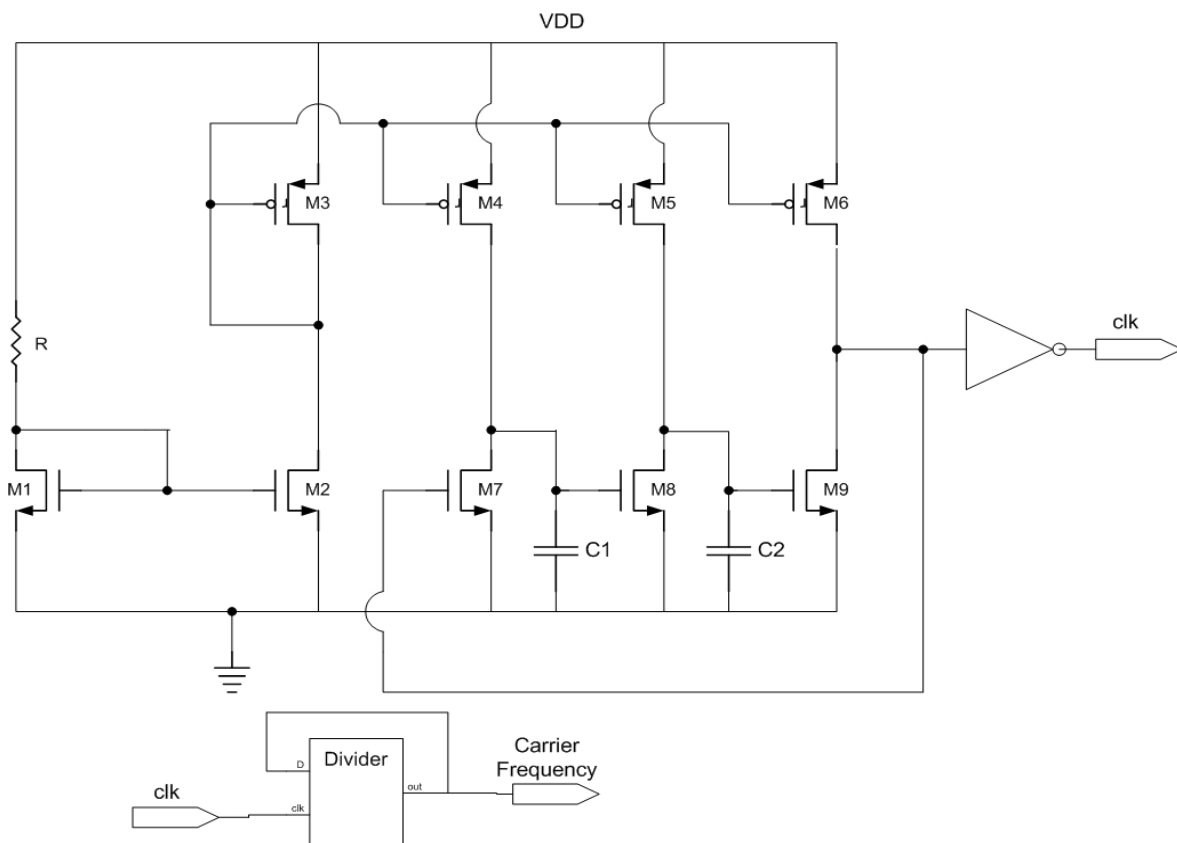 VDD
M3
M4
M5
M6
R
clk
M1
M2
M7
M8
M9
C1
C2
Divider
D
clk
out
clk
Carrier
Frequency